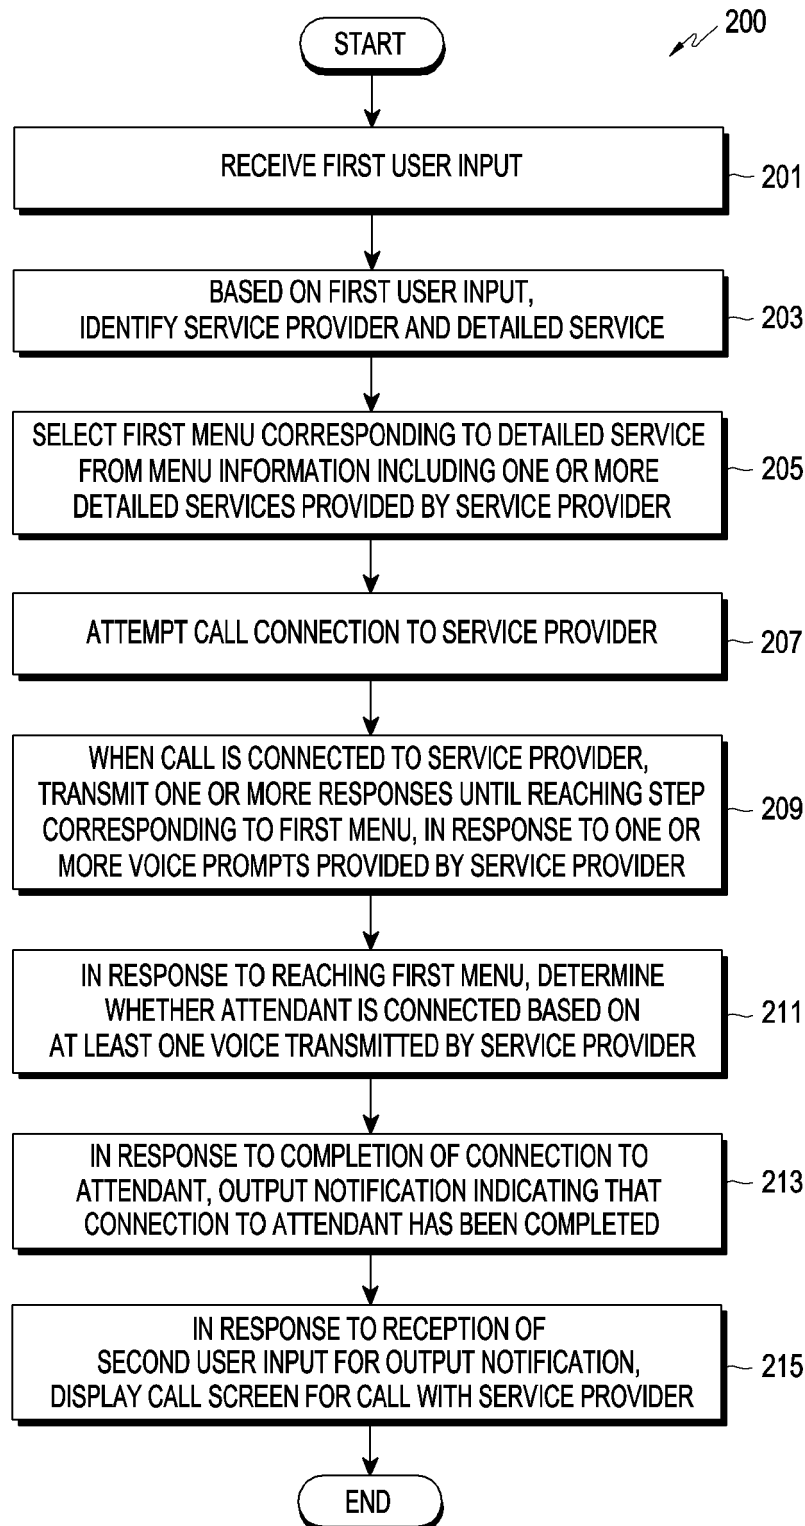 START
200
RECEIVE FIRST USER INPUT
201
BASED ON FIRST USER INPUT,
IDENTIFY SERVICE PROVIDER AND DETAILED SERVICE
203
SELECT FIRST MENU CORRESPONDING TO DETAILED SERVICE
FROM MENU INFORMATION INCLUDING ONE OR MORE
DETAILED SERVICES PROVIDED BY SERVICE PROVIDER
205
ATTEMPT CALL CONNECTION TO SERVICE PROVIDER
207
WHEN CALL IS CONNECTED TO SERVICE PROVIDER,
TRANSMIT ONE OR MORE RESPONSES UNTIL REACHING STEP
CORRESPONDING TO FIRST MENU, IN RESPONSE TO ONE OR
MORE VOICE PROMPTS PROVIDED BY SERVICE PROVIDER
209
IN RESPONSE TO REACHING FIRST MENU, DETERMINE
WHETHER ATTENDANT IS CONNECTED BASED ON
AT LEAST ONE VOICE TRANSMITTED BY SERVICE PROVIDER
211
IN RESPONSE TO COMPLETION OF CONNECTION TO
ATTENDANT, OUTPUT NOTIFICATION INDICATING THAT
CONNECTION TO ATTENDANT HAS BEEN COMPLETED
213
IN RESPONSE TO RECEPTION OF
SECOND USER INPUT FOR OUTPUT NOTIFICATION,
DISPLAY CALL SCREEN FOR CALL WITH SERVICE PROVIDER
215
END